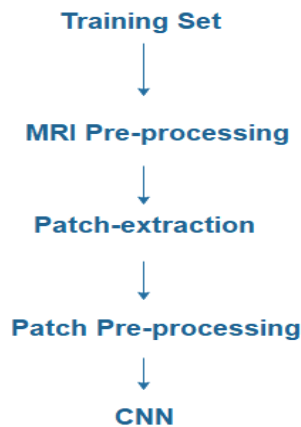 Training Set
MRI Pre-processing
Patch-extraction
Patch Pre-processing
CNN